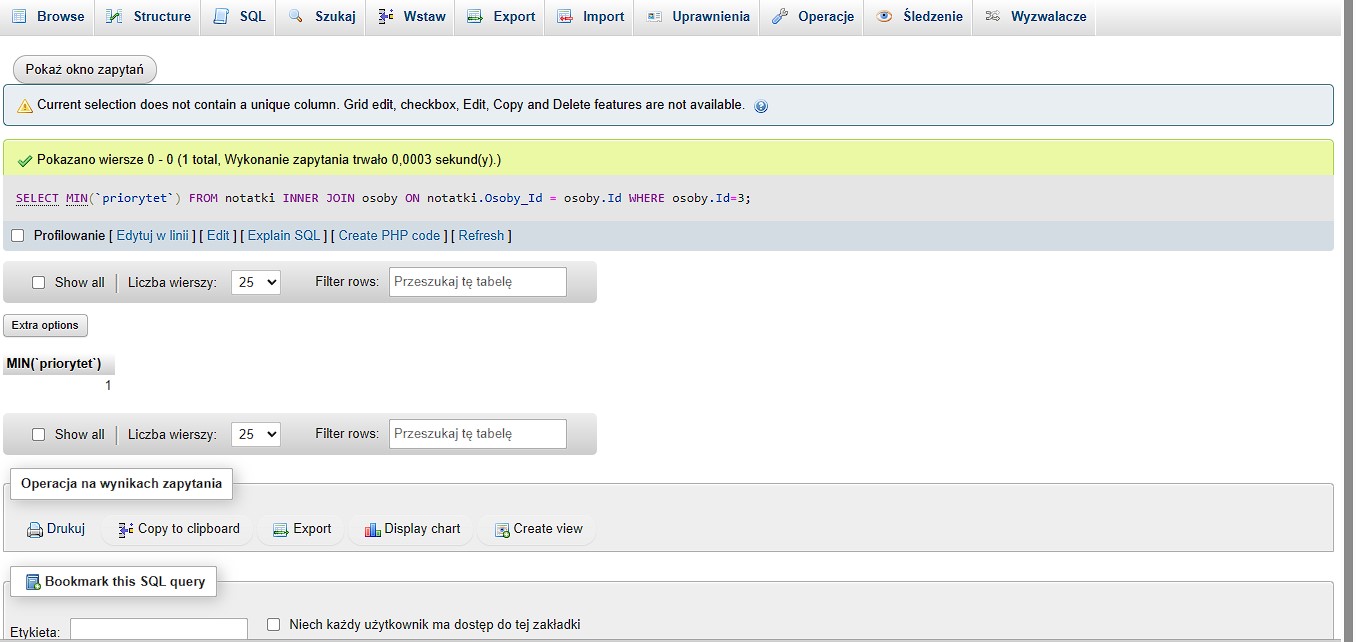 Browse Structure SQL Szukaj Wstaw Export Import Uprawnienia Operacje Śledzenie Wyzwalacze
Pokaż okno zapytań
Current selection does not contain a unique column. Grid edit, checkbox, Edit, Copy and Delete features are not available.
Pokazano wiersze 0 - 0 (1 total, Wykonanie zapytania trwało 0,0003 sekund(y).)
SELECT MIN(`priorytet`) FROM notatki INNER JOIN osoby ON notatki.Osoby_Id = osoby.Id WHERE osoby.Id=3;
Profilowanie [ Edytuj w linii ] [ Edit ] [ Explain SQL ] [ Create PHP code ] [ Refresh ]
Show all Liczba wierszy: 25 Filter rows: Przeszukaj tę tabelę
Extra options
MIN(`priorytet`)
1
Show all Liczba wierszy: 25 Filter rows: Przeszukaj tę tabelę
Operacja na wynikach zapytania
Drukuj Copy to clipboard Export Display chart Create view
Bookmark this SQL query
Etykieta: Niech każdy użytkownik ma dostęp do tej zakładki